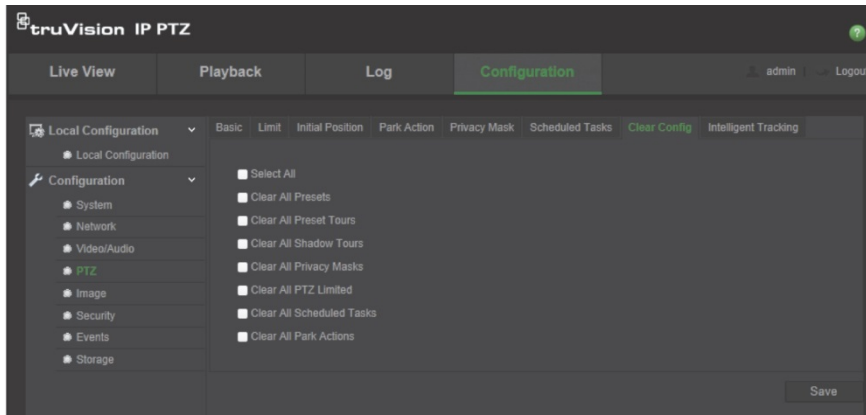 truVision IP PTZ
?
Live View Playback Log Configuration admin Logou
Local Configuration
Local Configuration
Configuration
System
Network
Video/Audio
PTZ
Image
Security
Events
Storage
Basic Limit Initial Position Park Action Privacy Mask Scheduled Tasks Clear Config Intelligent Tracking
Select All
Clear All Presets
Clear All Preset Tours
Clear All Shadow Tours
Clear All Privacy Masks
Clear All PTZ Limited
Clear All Scheduled Tasks
Clear All Park Actions
Save